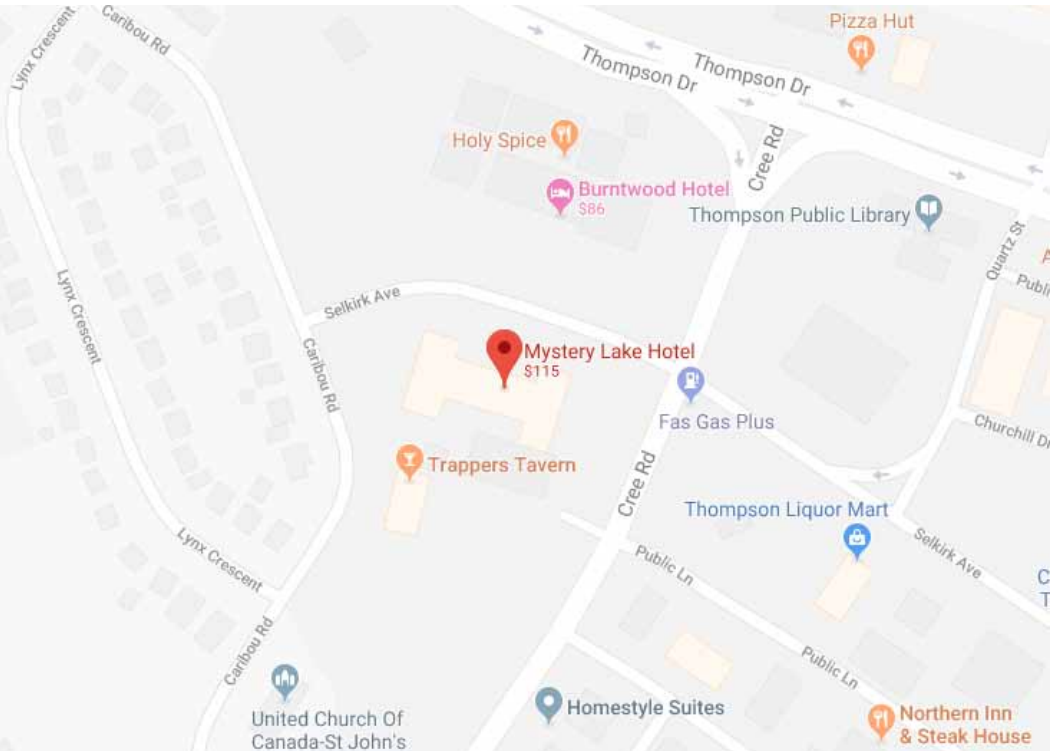 Lynx Crescent
Caribou Rd
Pizza Hut
Thompson Dr
Thompson Dr
Holy Spice
Cree Rd
Burntwood Hotel
$86
Thompson Public Library
Quartz St
Lynx Crescent
Selkirk Ave
Caribou Rd
Mystery Lake Hotel
$115
Fas Gas Plus
Churchill
Trappers Tavern
Cree Rd
Thompson Liquor Mart
Selkirk Ave
Lynx Crescent
Public Ln
Caribou Rd
Public Ln
United Church Of
Canada-St John's
Homestyle Suites
Northern Inn
& Steak House